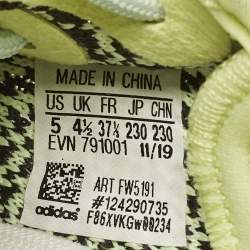 MADE IN CHINA
US UK FR JP CHN
5 4½ 37⅓ 230 230
EVN 791001 11/19
ART FW5191
#124290735
adidas F86XVKGw00234